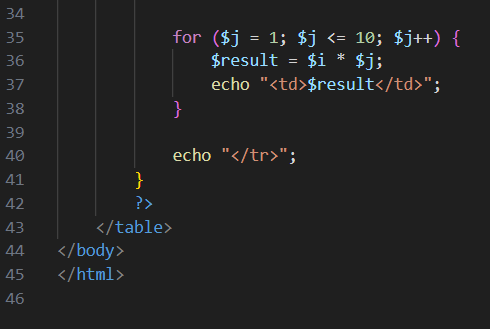 34
35 for ($j = 1; $j <= 10; $j++) {
36 $result = $i * $j;
37 echo "<td>$result</td>";
38 }
39
40 echo "</tr>";
41 }
42 ?>
43 </table>
44 </body>
45 </html>
46